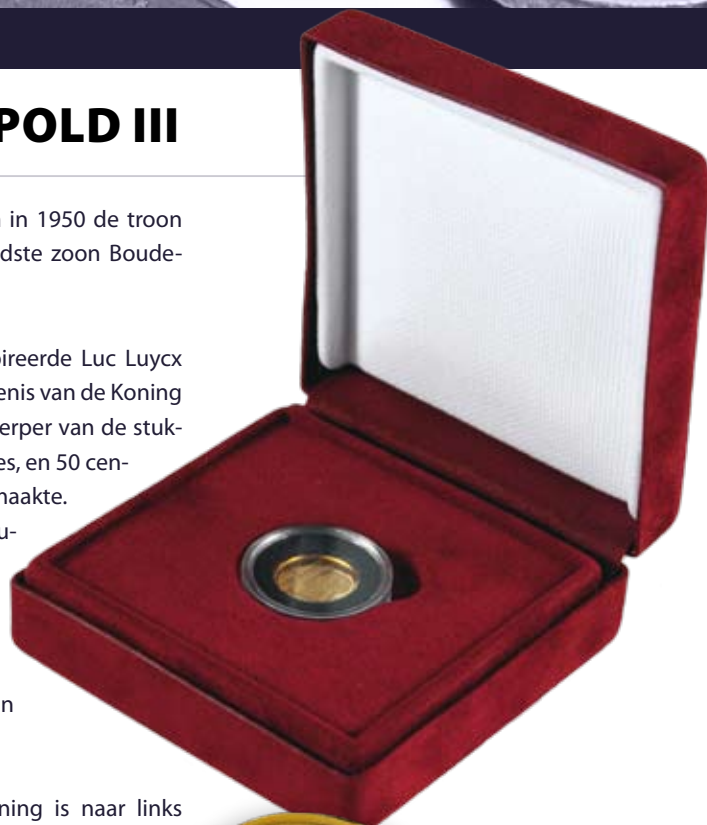 POLD III
in 1950 de troon
dste zoon Boude-
pireerde Luc Luycx
enis van de Koning
erper van de stuk-
es, en 50 cen-
maakte.
u-
n
ning is naar links